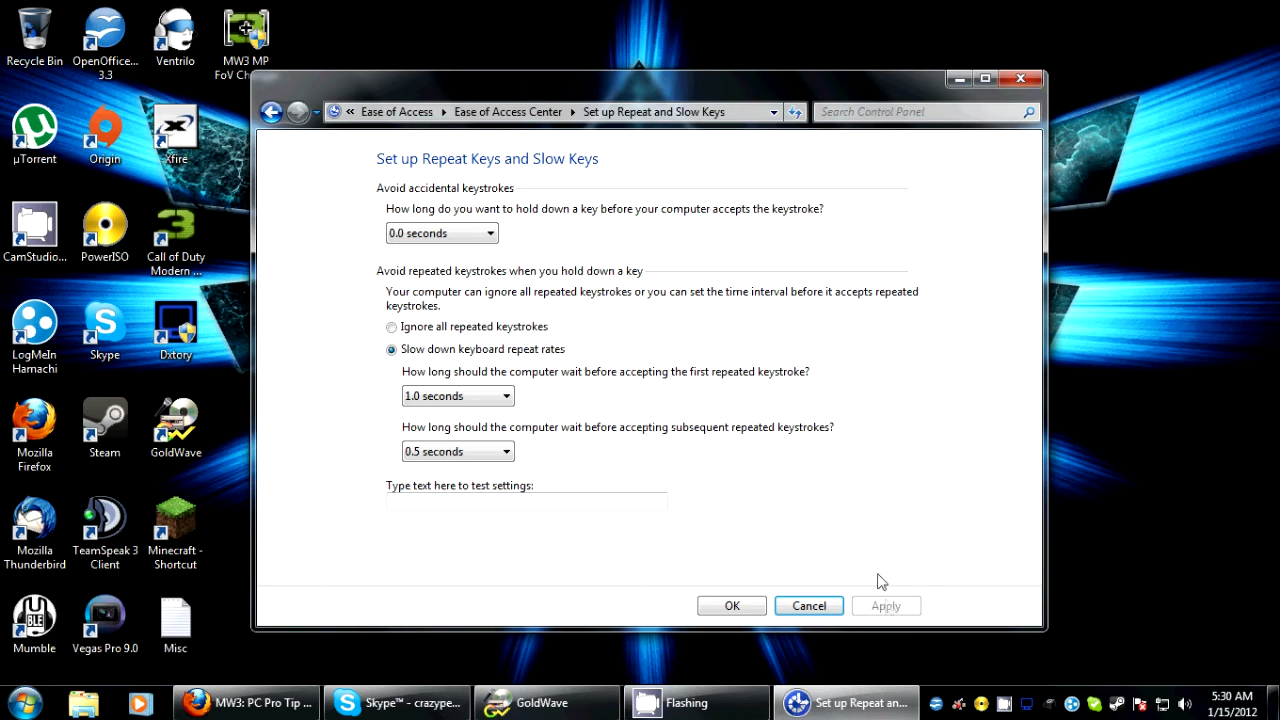 Recycle Bin
OpenOffice... 3.3
Ventrilo
MW3 MP
FoV Ch
µTorrent
Origin
Xfire
CamStudio...
PowerISO
Call of Duty
Modern ...
LogMeIn
Hamachi
Skype
Dxtory
Mozilla
Firefox
Steam
GoldWave
Mozilla
Thunderbird
TeamSpeak 3
Client
Minecraft -
Shortcut
Mumble
Vegas Pro 9.0
Misc
« Ease of Access Ease of Access Center Set up Repeat and Slow Keys
Search Control Panel
Set up Repeat Keys and Slow Keys
Avoid accidental keystrokes
How long do you want to hold down a key before your computer accepts the keystroke?
0.0 seconds
Avoid repeated keystrokes when you hold down a key
Your computer can ignore all repeated keystrokes or you can set the time interval before it accepts repeated
keystrokes.
Ignore all repeated keystrokes
Slow down keyboard repeat rates
How long should the computer wait before accepting the first repeated keystroke?
1.0 seconds
How long should the computer wait before accepting subsequent repeated keystrokes?
0.5 seconds
Type text here to test settings:
OK Cancel Apply
MW3: PC Pro Tip ... Skype™ - crazype... GoldWave Flashing Set up Repeat an...
5:30 AM
1/15/2012